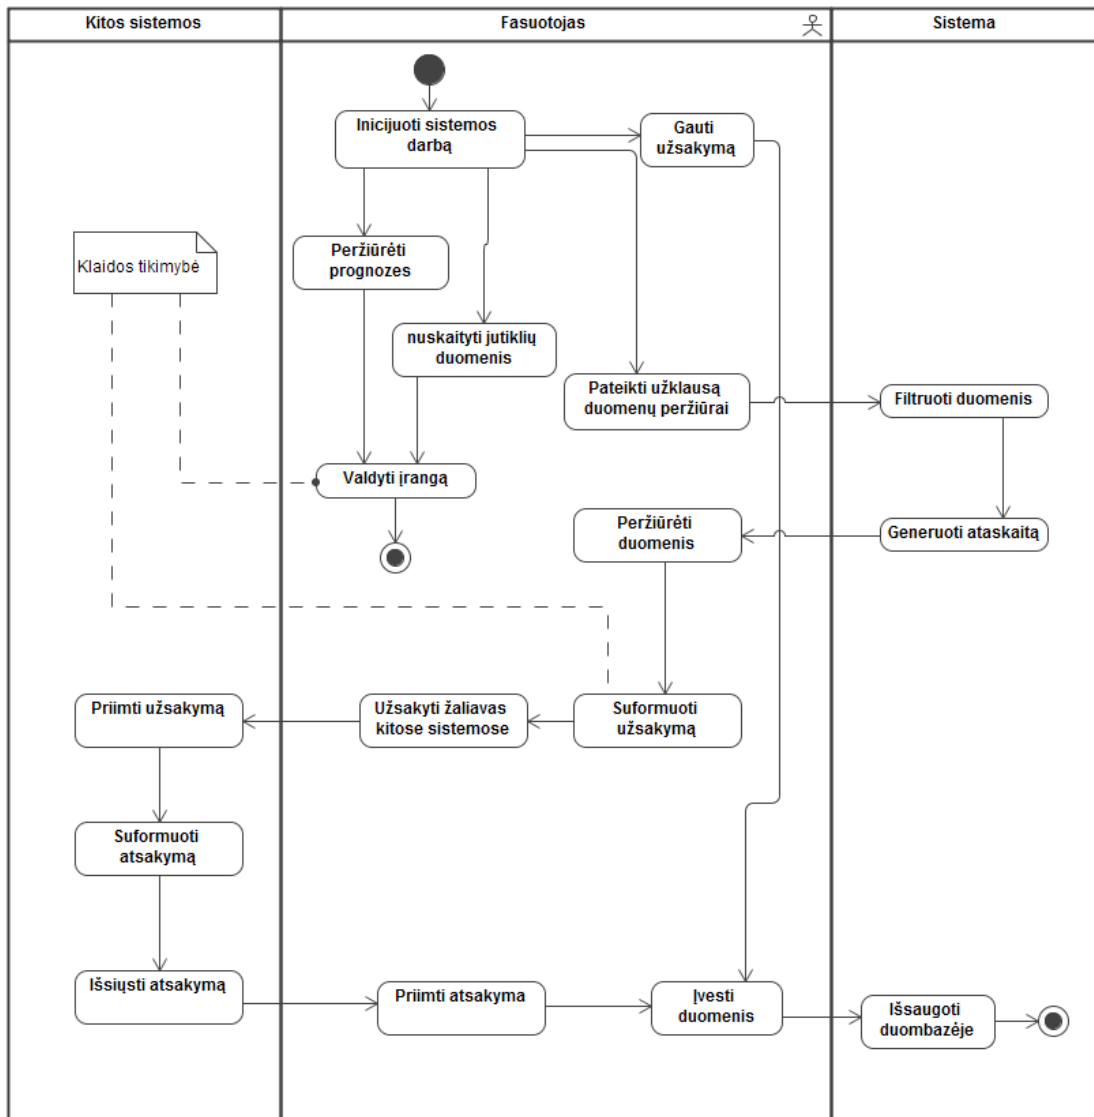 Kitos sistemos
Fasuotojas
Sistema
Inicijuoti sistemos
darbą
Gauti
užsakymą
Peržiūrėti
prognozes
Klaidos tikimybė
nuskaityti jutiklių
duomenis
Pateikti užklausą
duomenų peržiūrai
Filtruoti duomenis
Valdyti įrangą
Peržiūrėti
duomenis
Generuoti ataskaitą
Priimti užsakymą
Užsakyti žaliavas
kitose sistemose
Suformuoti
užsakymą
Suformuoti
atsakymą
Išsiųsti atsakymą
Priimti atsakyma
Įvesti
duomenis
Išsaugoti
duombazėje